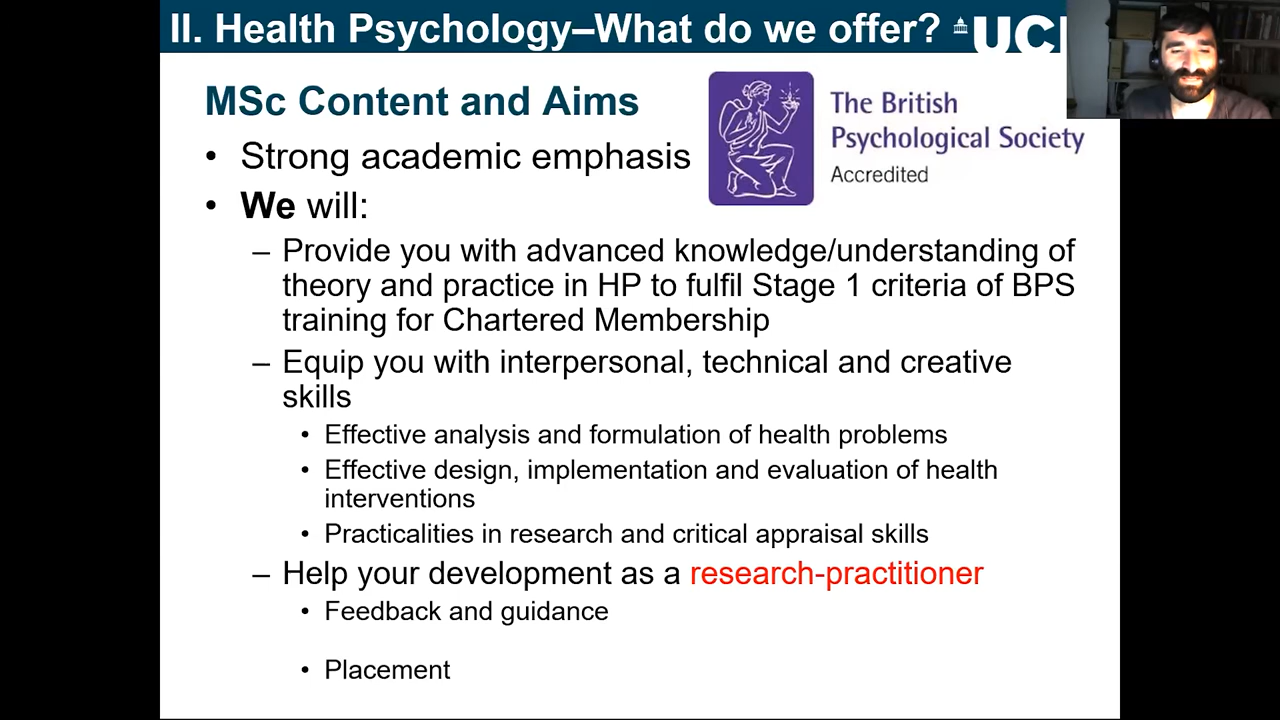 II. Health Psychology–What do we offer?
UCL
MSc Content and Aims
The British
Psychological Society
Accredited
• Strong academic emphasis
• We will:
– Provide you with advanced knowledge/understanding of
theory and practice in HP to fulfil Stage 1 criteria of BPS
training for Chartered Membership
– Equip you with interpersonal, technical and creative
skills
• Effective analysis and formulation of health problems
• Effective design, implementation and evaluation of health
interventions
• Practicalities in research and critical appraisal skills
– Help your development as a research-practitioner
• Feedback and guidance
• Placement